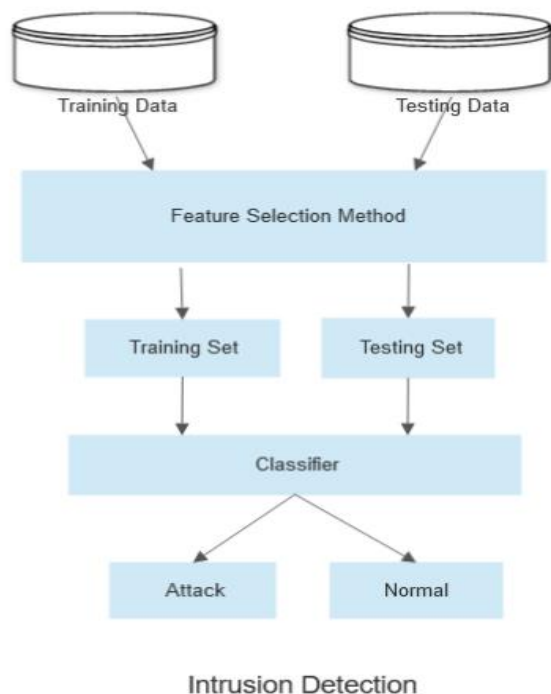 Training Data
Testing Data
Feature Selection Method
Training Set
Testing Set
Classifier
Attack
Normal
Intrusion Detection